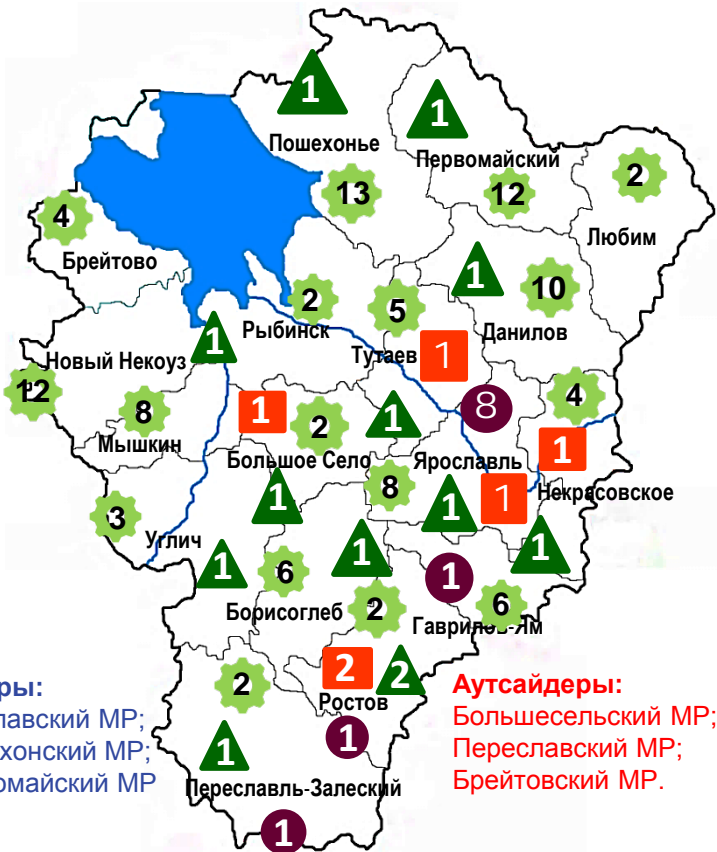 1
1
Пошехонье
Первомайский
13
12
2
4
Любим
Брейтово
1
10
2
5
Рыбинск
Данилов
1
Тутаев
1
Новый Некоуз
12
8
1
2
1
8
4
Мышкин
Большое Село
Ярославль
1
Некрасовское
3
1
8
1
1
Углич
1
6
1
1
1
Борисоглеб
2
6
Гаврилов-Ям
2
2
2
Ростов
1
1
Переславль-Залеский
1
ры:
лавский МР;
хонский МР;
омайский МР
Аутсайдеры:
Большесельский МР;
Переславский МР;
Брейтовский МР.